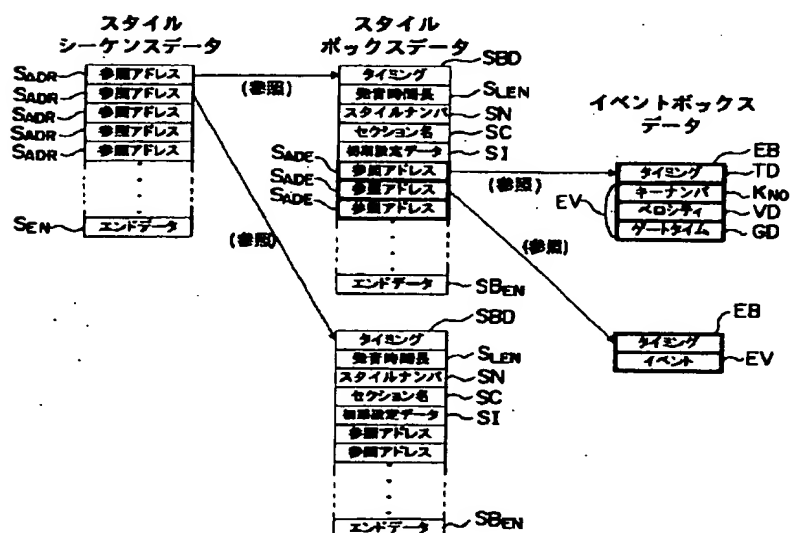 スタイル
シーケンスデータ
SADR 参照アドレス
SADR 参照アドレス
SADR 参照アドレス
SADR 参照アドレス
SADR 参照アドレス
SEN エンドデータ
(参照)
(参照)
スタイル
ボックスデータ
SBD
タイミング
発音時間長 SLEN
スタイルナンバ SN
セクション名 SC
初期設定データ SI
SADE 参照アドレス
SADE 参照アドレス
SADE 参照アドレス
エンドデータ SBEN
(参照)
(参照)
SBD
タイミング
発音時間長 SLEN
スタイルナンバ SN
セクション名 SC
初期設定データ SI
参照アドレス
参照アドレス
エンドデータ SBEN
イベントボックス
データ
EB
タイミング TD
EV キーナンバ KNO
ベロシティ VD
ゲートタイム GD
EB
タイミング
イベント EV